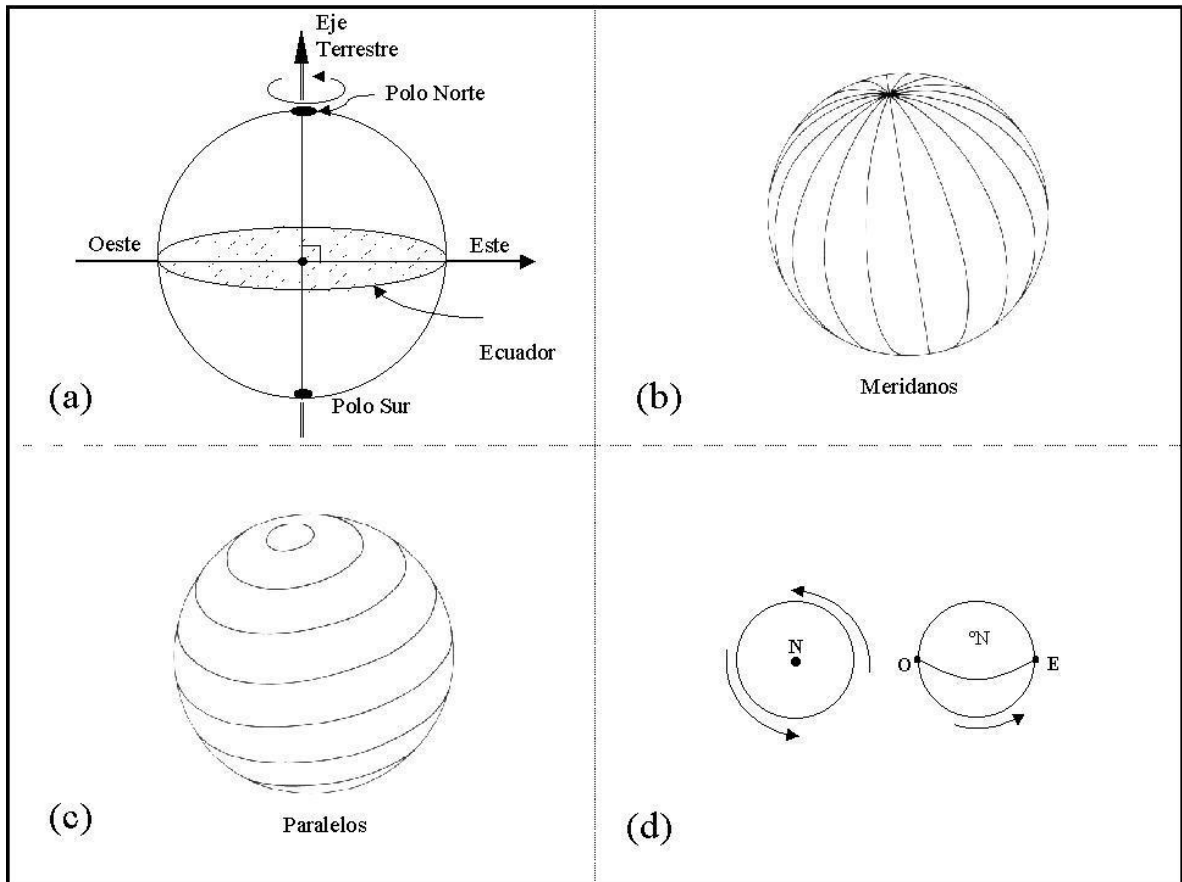 Eje
Terrestre
Polo Norte
Oeste
Este
Ecuador
Polo Sur
(a)
Meridanos
(b)
Paralelos
(c)
N
°N
O
E
(d)